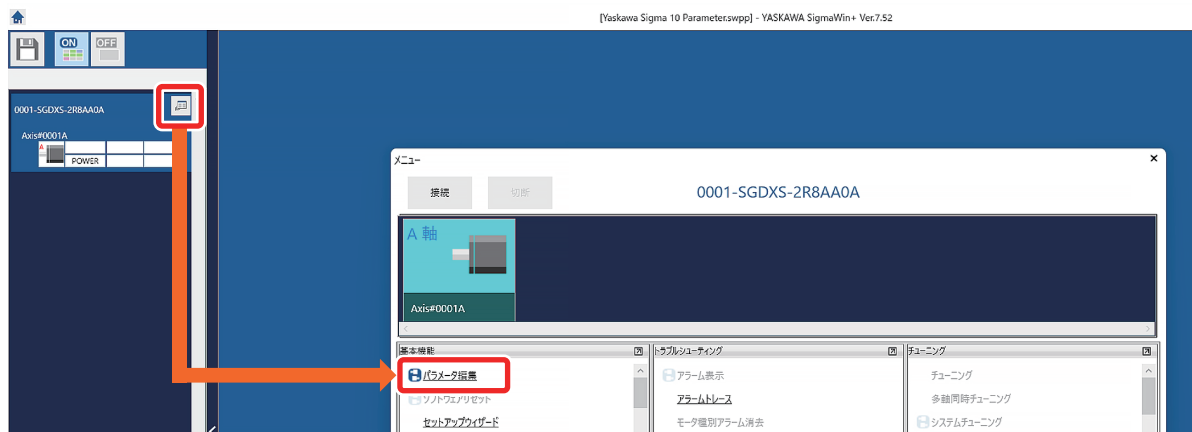 [Yaskawa Sigma 10 Parameter.swpp] - YASKAWA SigmaWin+ Ver.7.52
ON OFF
0001-SGDXS-2R8AA0A
Axis#0001A
A
POWER
メニュー ×
接続 切断 0001-SGDXS-2R8AA0A
A 軸
Axis#0001A
基本機能 トラブルシューティング チューニング
パラメータ編集 アラーム表示 チューニング
ソフトウェアリセット アラームトレース 多軸同時チューニング
セットアップウィザード モータ種別アラーム消去 システムチューニング